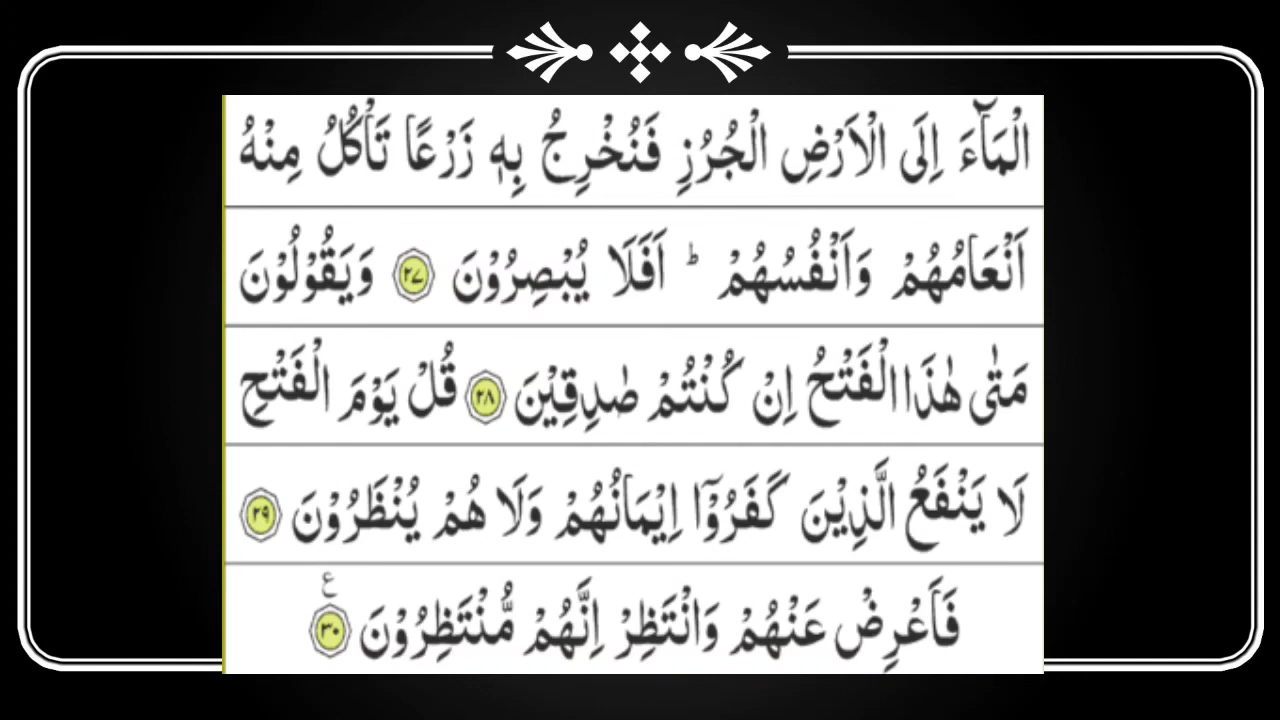 الْمَآءَ اِلَى الْاَرْضِ الْجُرُزِ فَنُخْرِجُ بِهٖ زَرْعًا تَاْكُلُ مِنْهُ
اَنْعَامُهُمْ وَاَنْفُسُهُمْ ؕ اَفَلَا يُبْصِرُوْنَ ﴿۲۷﴾ وَيَقُوْلُوْنَ
مَتٰى هٰذَا الْفَتْحُ اِنْ كُنْتُمْ صٰدِقِيْنَ ﴿۲۸﴾ قُلْ يَوْمَ الْفَتْحِ
لَا يَنْفَعُ الَّذِيْنَ كَفَرُوْۤا اِيْمَانُهُمْ وَلَا هُمْ يُنْظَرُوْنَ ﴿۲۹﴾
فَاَعْرِضْ عَنْهُمْ وَانْتَظِرْ اِنَّهُمْ مُّنْتَظِرُوْنَ ﴿۳۰﴾ ع